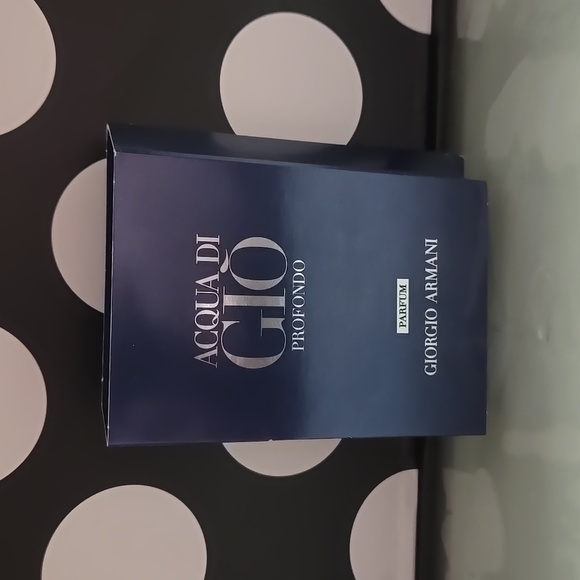 ACQUA DI
GIÒ
PROFONDO
PARFUM
GIORGIO ARMANI